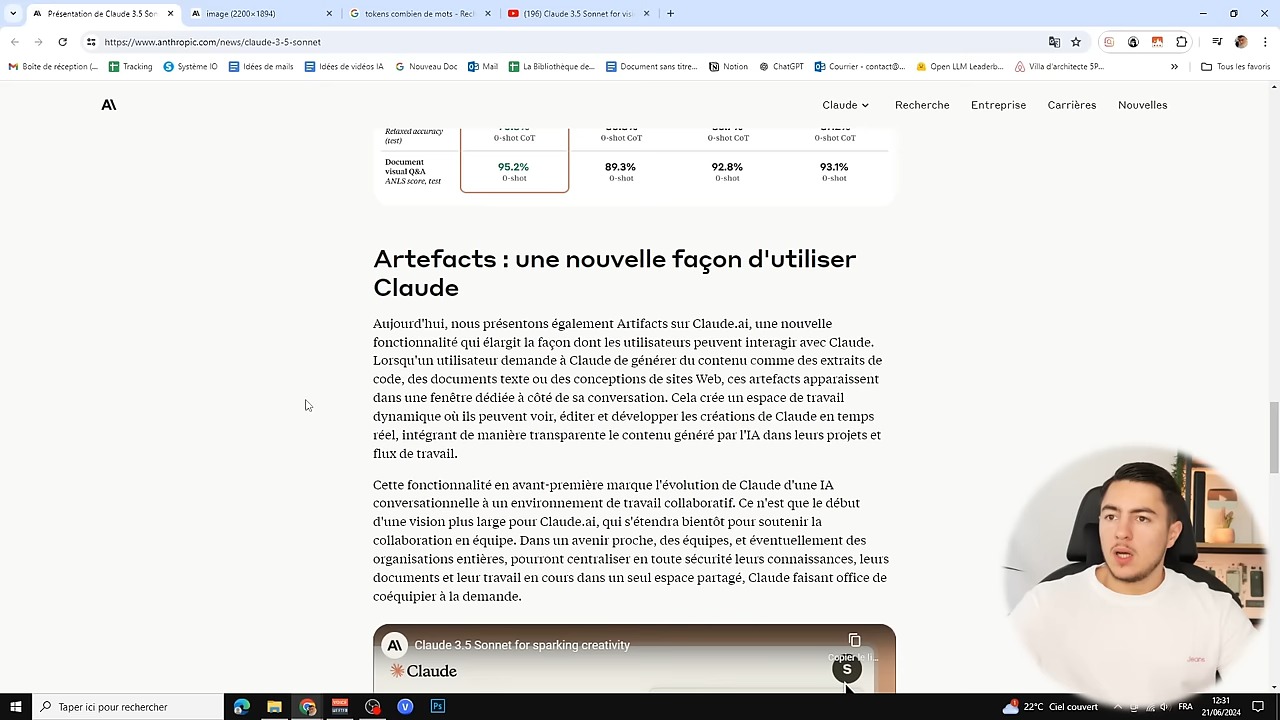 Présentation de Claude 3.5 Son
image (2200×1894)
tokens combien de mots - Recl
(196) Claude 3.5 Sonnet for visi
https://www.anthropic.com/news/claude-3-5-sonnet
Boîte de réception (...
Tracking
Système IO
Idées de mails
Idées de vidéos IA
Nouveau Doc
Mail
La Bibliothèque de...
Document sans titre...
Notion
ChatGPT
Courrier - contact@...
Open LLM Leaderb...
Villa d'architecte 5P...
Tous les favoris
Claude
Recherche
Entreprise
Carrières
Nouvelles
Relaxed accuracy
(test)
0-shot CoT
0-shot CoT
0-shot CoT
0-shot CoT
Document
visual Q&A
ANLS score, test
95.2%
0-shot
89.3%
0-shot
92.8%
0-shot
93.1%
0-shot
Artefacts : une nouvelle façon d'utiliser
Claude
Aujourd'hui, nous présentons également Artifacts sur Claude.ai, une nouvelle
fonctionnalité qui élargit la façon dont les utilisateurs peuvent interagir avec Claude.
Lorsqu'un utilisateur demande à Claude de générer du contenu comme des extraits de
code, des documents texte ou des conceptions de sites Web, ces artefacts apparaissent
dans une fenêtre dédiée à côté de sa conversation. Cela crée un espace de travail
dynamique où ils peuvent voir, éditer et développer les créations de Claude en temps
réel, intégrant de manière transparente le contenu généré par l'IA dans leurs projets et
flux de travail.
Cette fonctionnalité en avant-première marque l'évolution de Claude d'une IA
conversationnelle à un environnement de travail collaboratif. Ce n'est que le début
d'une vision plus large pour Claude.ai, qui s'étendra bientôt pour soutenir la
collaboration en équipe. Dans un avenir proche, des équipes, et éventuellement des
organisations entières, pourront centraliser en toute sécurité leurs connaissances, leurs
documents et leur travail en cours dans un seul espace partagé, Claude faisant office de
coéquipier à la demande.
Claude 3.5 Sonnet for sparking creativity
Copier le li...
Claude
S
Taper ici pour rechercher
22°C Ciel couvert
FRA
12:31
21/06/2024